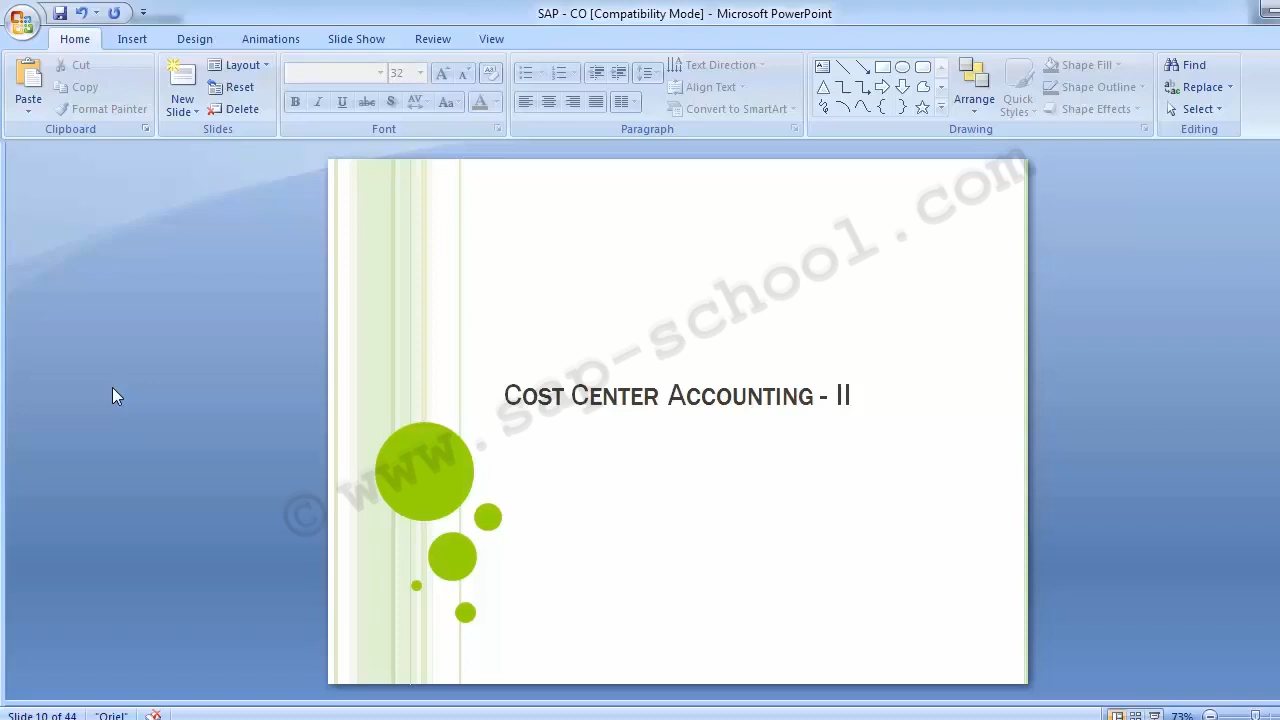 SAP - CO [Compatibility Mode] - Microsoft PowerPoint
Home Insert Design Animations Slide Show Review View
Paste
Cut
Copy
Format Painter
Clipboard
New Slide
Layout
Reset
Delete
Slides
32
B I U abc S AV Aa A
Font
Text Direction
Align Text
Convert to SmartArt
Paragraph
Arrange
Quick Styles
Shape Fill
Shape Outline
Shape Effects
Drawing
Find
Replace
Select
Editing
© www.sap-school.com
COST CENTER ACCOUNTING - II
Slide 10 of 44 "Oriel" 73%